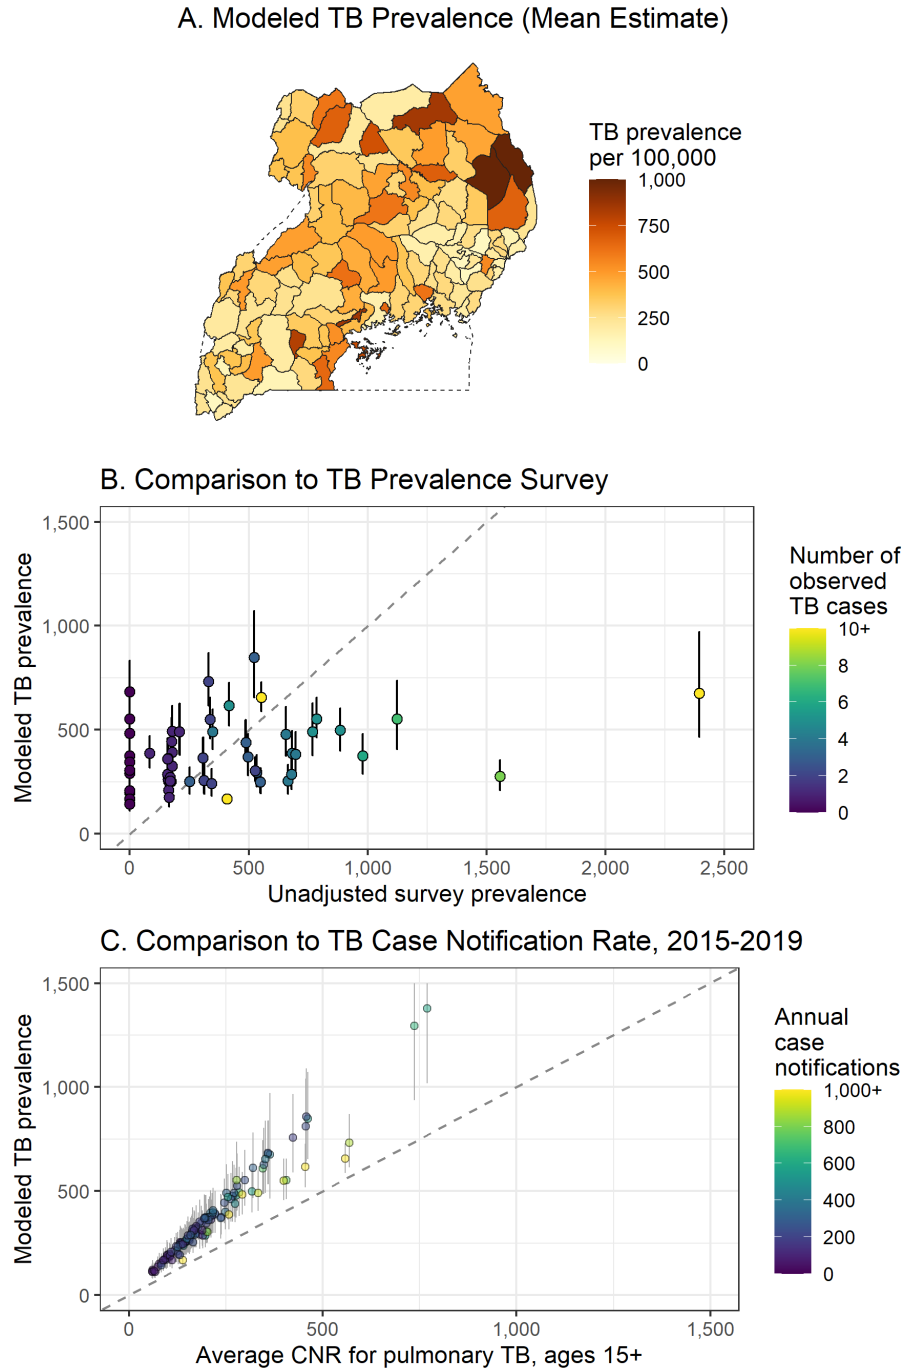 A. Modeled TB Prevalence (Mean Estimate)
TB prevalence
per 100,000
1,000
750
500
250
0
B. Comparison to TB Prevalence Survey
Modeled TB prevalence
1,500
1,000
500
0
0
500
1,000
1,500
2,000
2,500
Unadjusted survey prevalence
Number of
observed
TB cases
10+
8
6
4
2
0
C. Comparison to TB Case Notification Rate, 2015-2019
Modeled TB prevalence
1,500
1,000
500
0
0
500
1,000
1,500
Average CNR for pulmonary TB, ages 15+
Annual
case
notifications
1,000+
800
600
400
200
0